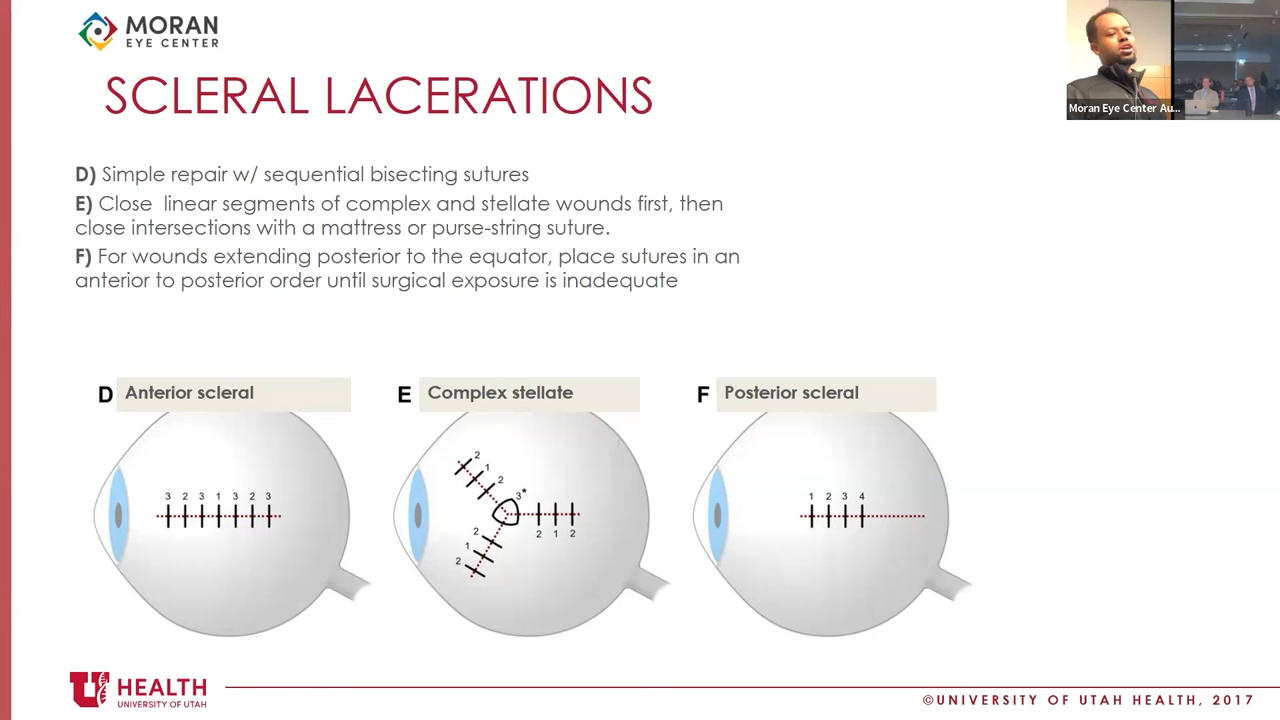 MORAN
EYE CENTER
Moran Eye Center Au...
SCLERAL LACERATIONS
D) Simple repair w/ sequential bisecting sutures
E) Close  linear segments of complex and stellate wounds first, then
close intersections with a mattress or purse-string suture.
F) For wounds extending posterior to the equator, place sutures in an
anterior to posterior order until surgical exposure is inadequate
D Anterior scleral
3 2 3 1 3 2 3
E Complex stellate
2
1
2
3*
2
1
2
2 1 2
F Posterior scleral
1 2 3 4
U HEALTH
UNIVERSITY OF UTAH
©UNIVERSITY OF UTAH HEALTH, 2017